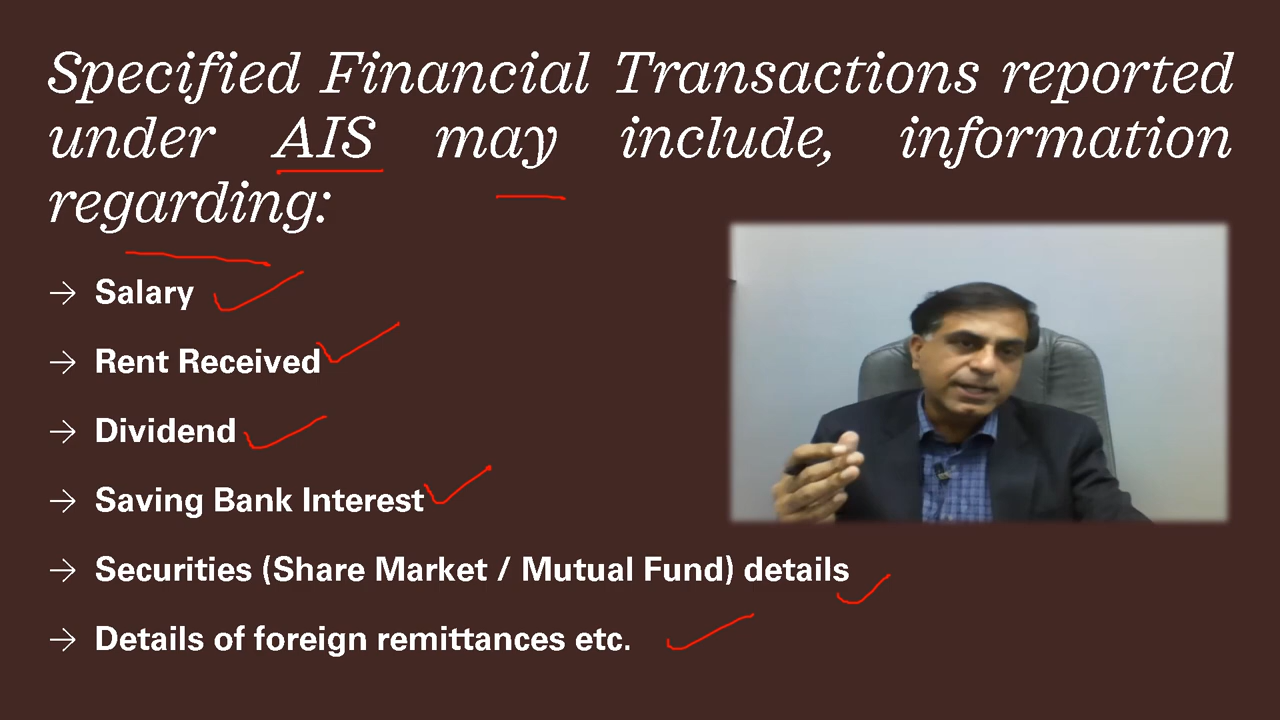 Specified Financial Transactions reported
under AIS may include, information
regarding:
→ Salary
→ Rent Received
→ Dividend
→ Saving Bank Interest
→ Securities (Share Market / Mutual Fund) details
→ Details of foreign remittances etc.